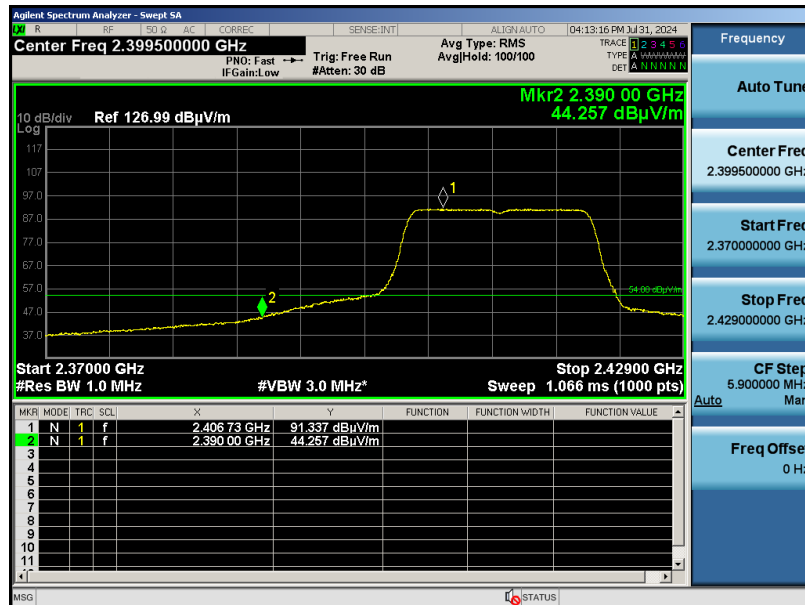 Agilent Spectrum Analyzer - Swept SA
LXI R RF 50 Ω AC CORREC SENSE:INT ALIGN AUTO 04:13:16 PM Jul 31, 2024
Center Freq 2.399500000 GHz
PNO: Fast
IFGain:Low
Trig: Free Run
#Atten: 30 dB
Avg Type: RMS
Avg|Hold: 100/100
TRACE 1 2 3 4 5 6
TYPE A WWWWW
DET A N N N N N
Mkr2 2.390 00 GHz
44.257 dBµV/m
10 dB/div Ref 126.99 dBµV/m
Log
117
107
97.0
87.0
77.0
67.0
57.0
47.0
37.0
1
2
54.00 dBµV/m
Start 2.37000 GHz Stop 2.42900 GHz
#Res BW 1.0 MHz #VBW 3.0 MHz* Sweep 1.066 ms (1000 pts)
MKR MODE TRC SCL X Y FUNCTION FUNCTION WIDTH FUNCTION VALUE
1 N 1 f 2.406 73 GHz 91.337 dBµV/m
2 N 1 f 2.390 00 GHz 44.257 dBµV/m
3
4
5
6
7
8
9
10
11
MSG STATUS
Frequency
Auto Tune
Center Freq
2.399500000 GHz
Start Freq
2.370000000 GHz
Stop Freq
2.429000000 GHz
CF Step
5.900000 MHz
Auto Man
Freq Offset
0 Hz